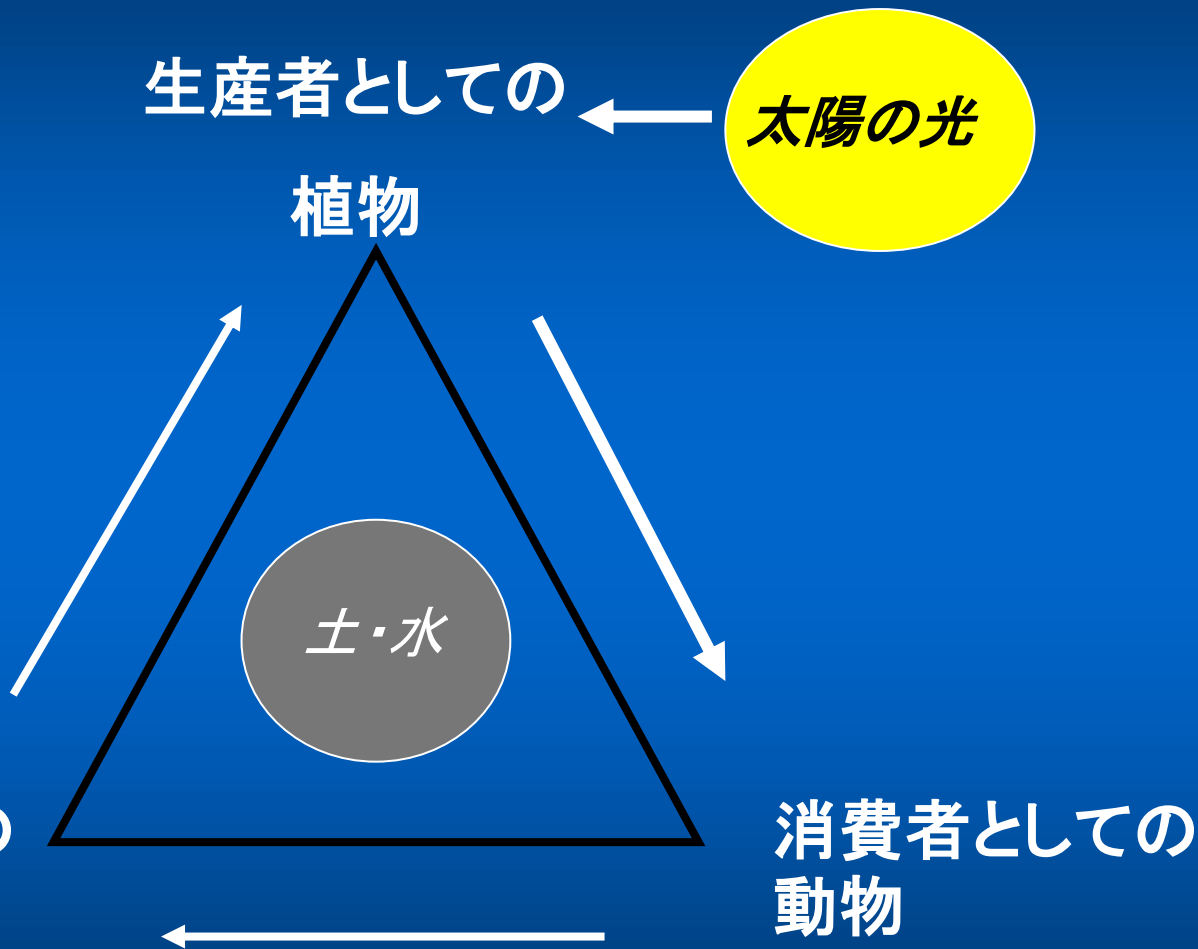 生産者としての
太陽の光
植物
土・水
の
消費者としての
動物